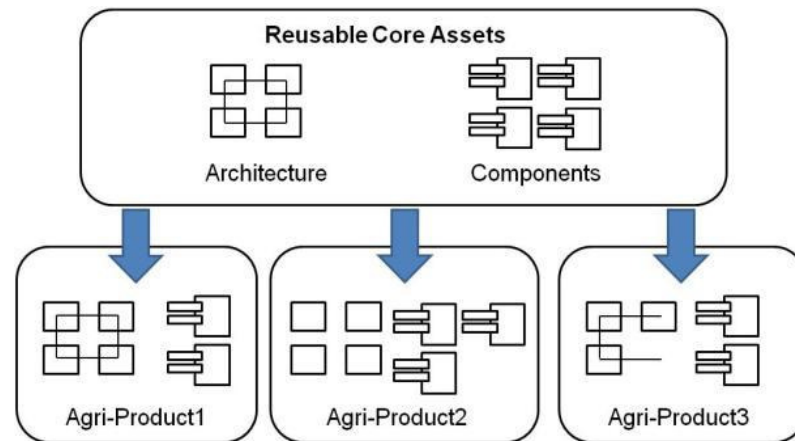 Reusable Core Assets
Architecture
Components
Agri-Product1
Agri-Product2
Agri-Product3